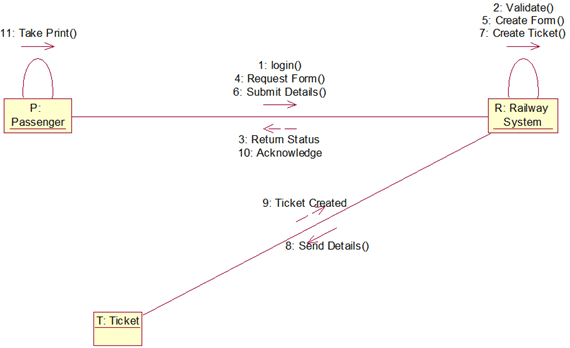 2: Validate()
5: Create Form()
7: Create Ticket()
11: Take Print()
1: login()
4: Request Form()
6: Submit Details()
P:
Passenger
R: Railway
System
3: Return Status
10: Acknowledge
9: Ticket Created
8: Send Details()
T: Ticket